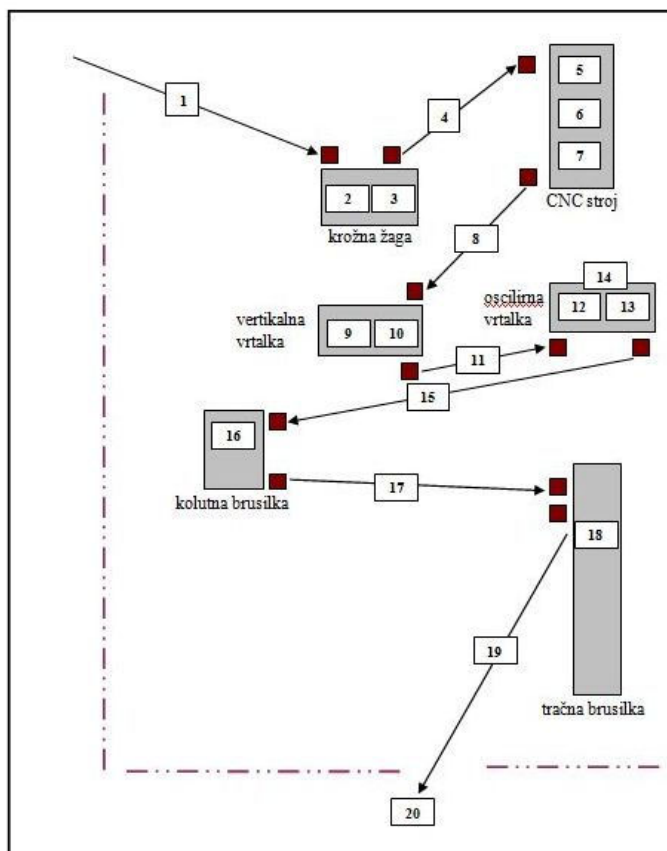 1
4
5
6
7
CNC stroj
2
3
krožna žaga
8
14
oscilirna
vrtalka
12
13
vertikalna
vrtalka
9
10
11
15
16
kolutna brusilka
17
18
19
tračna brusilka
20